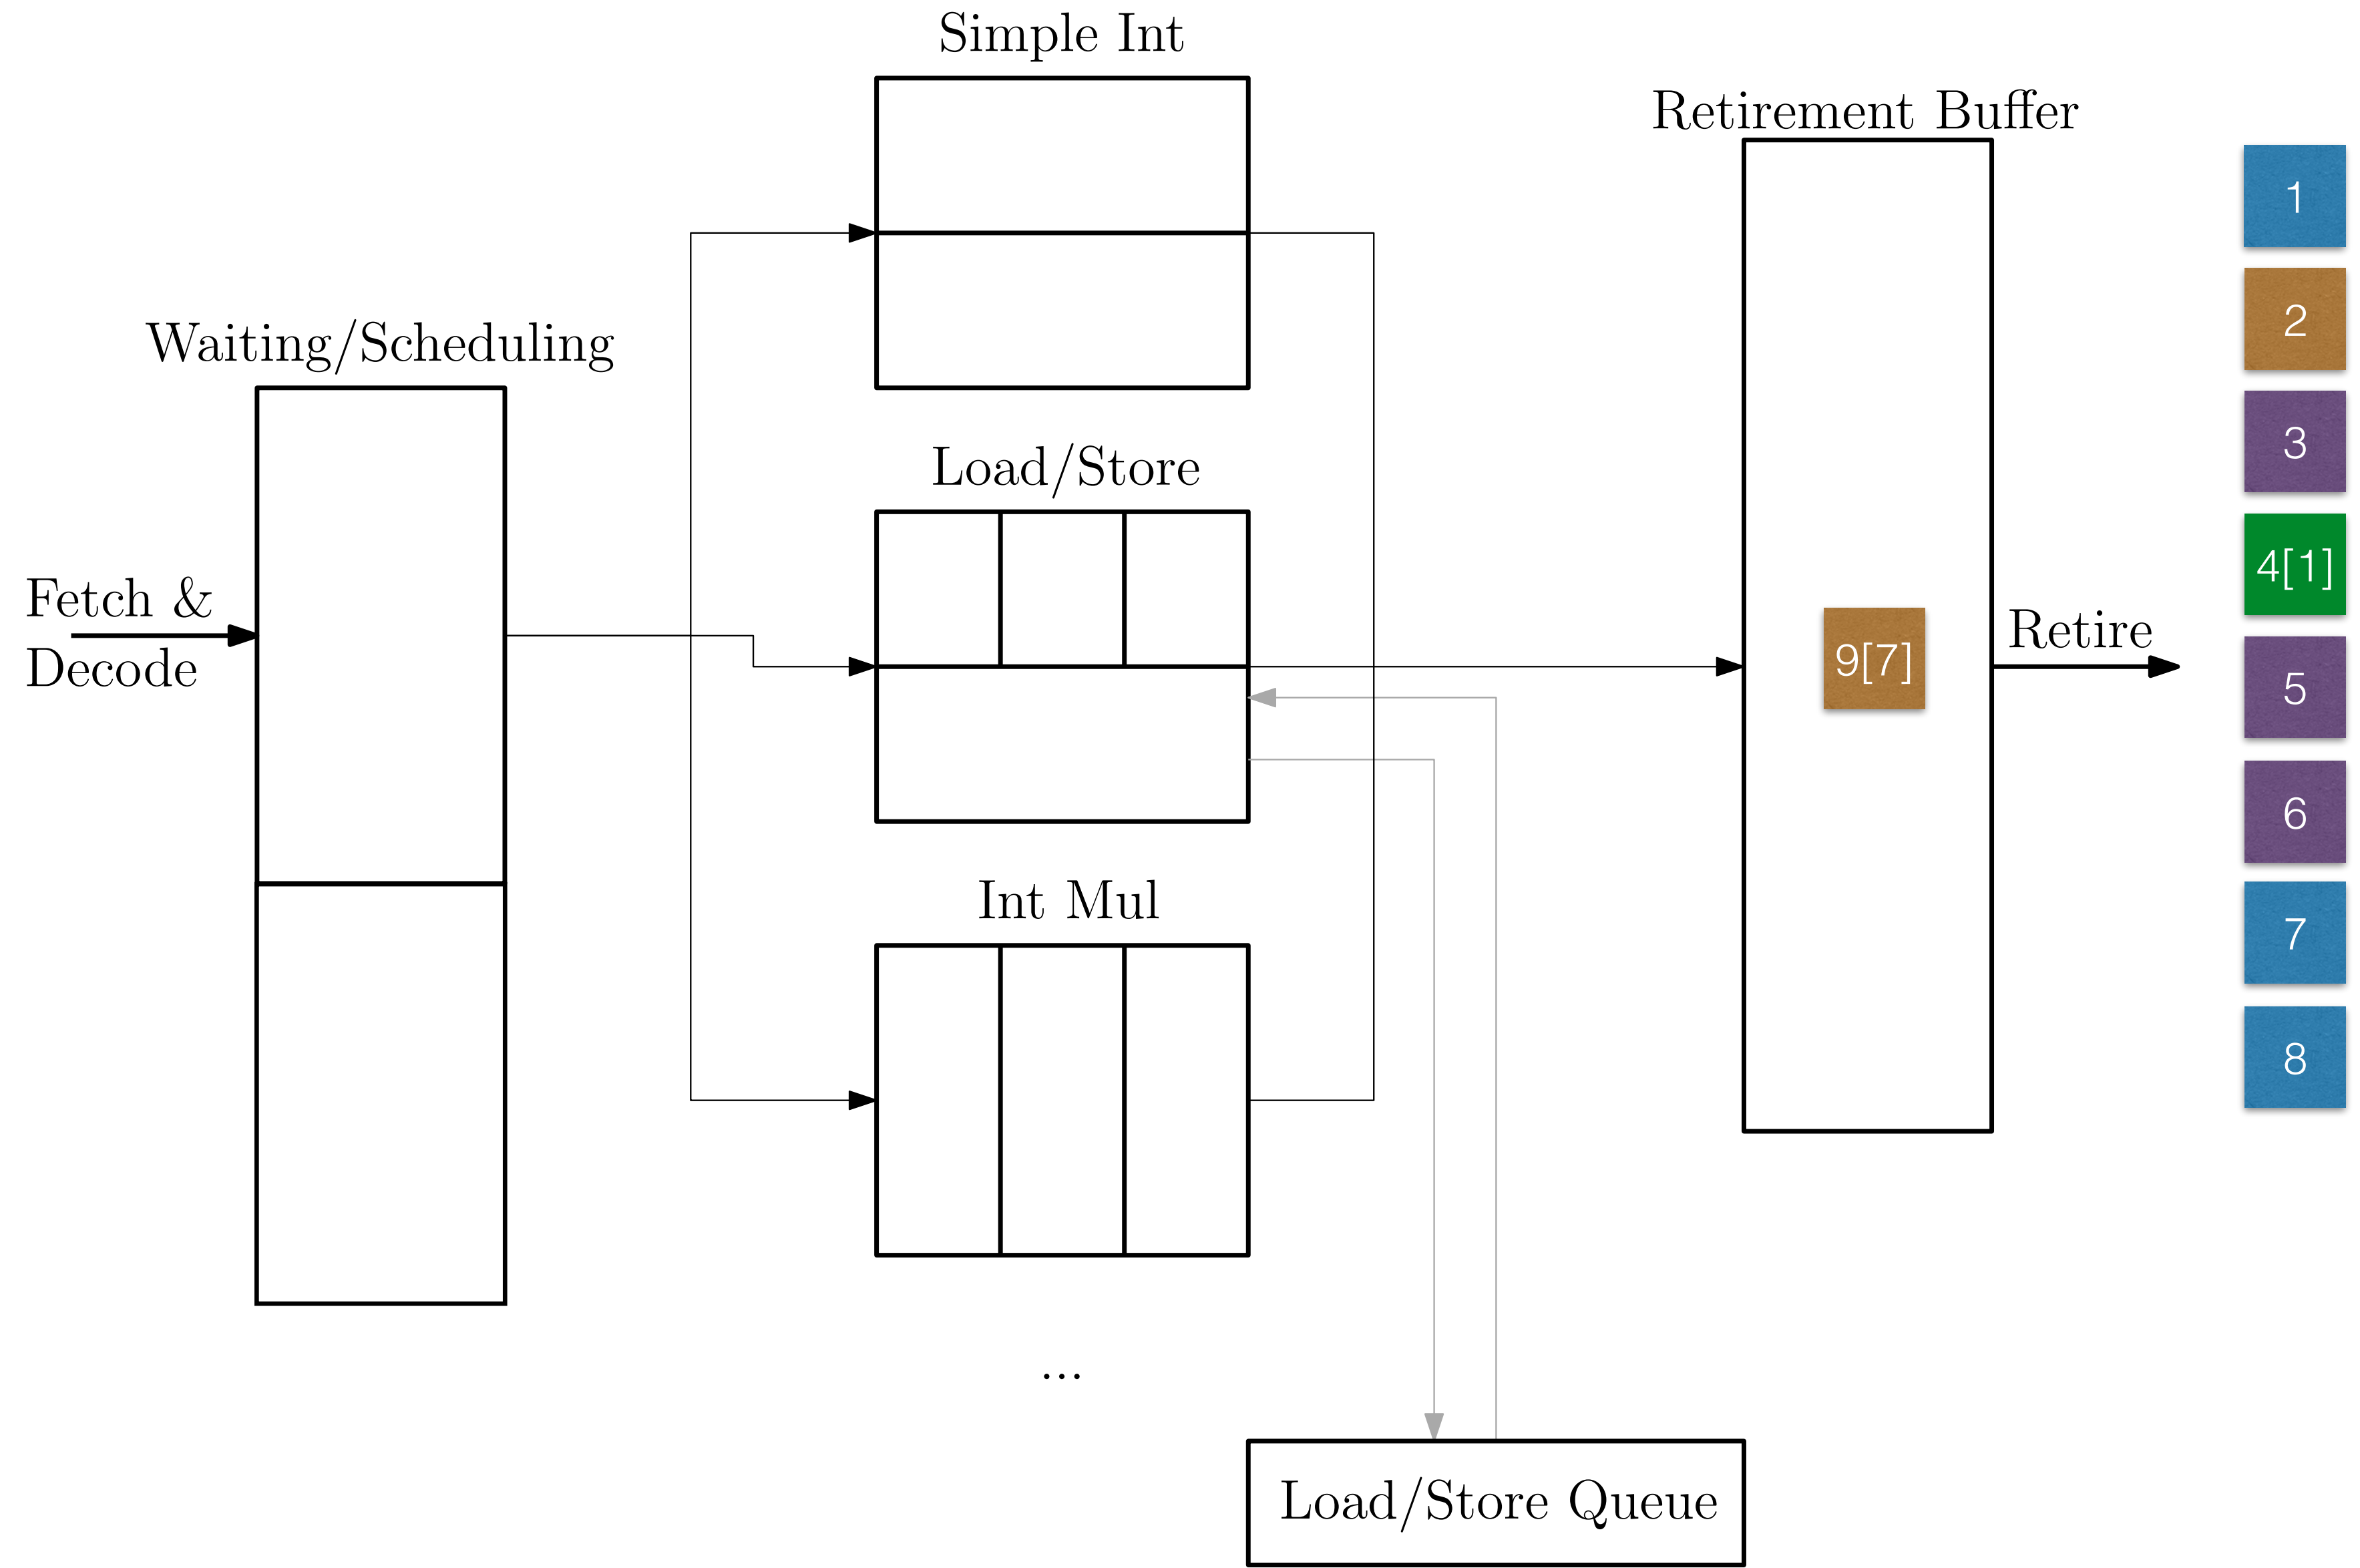 Simple Int
Retirement Buffer
1
2
Waiting/Scheduling
3
Load/Store
4[1]
Fetch &
Decode
Retire
9[7]
5
6
Int Mul
7
8
...
Load/Store Queue